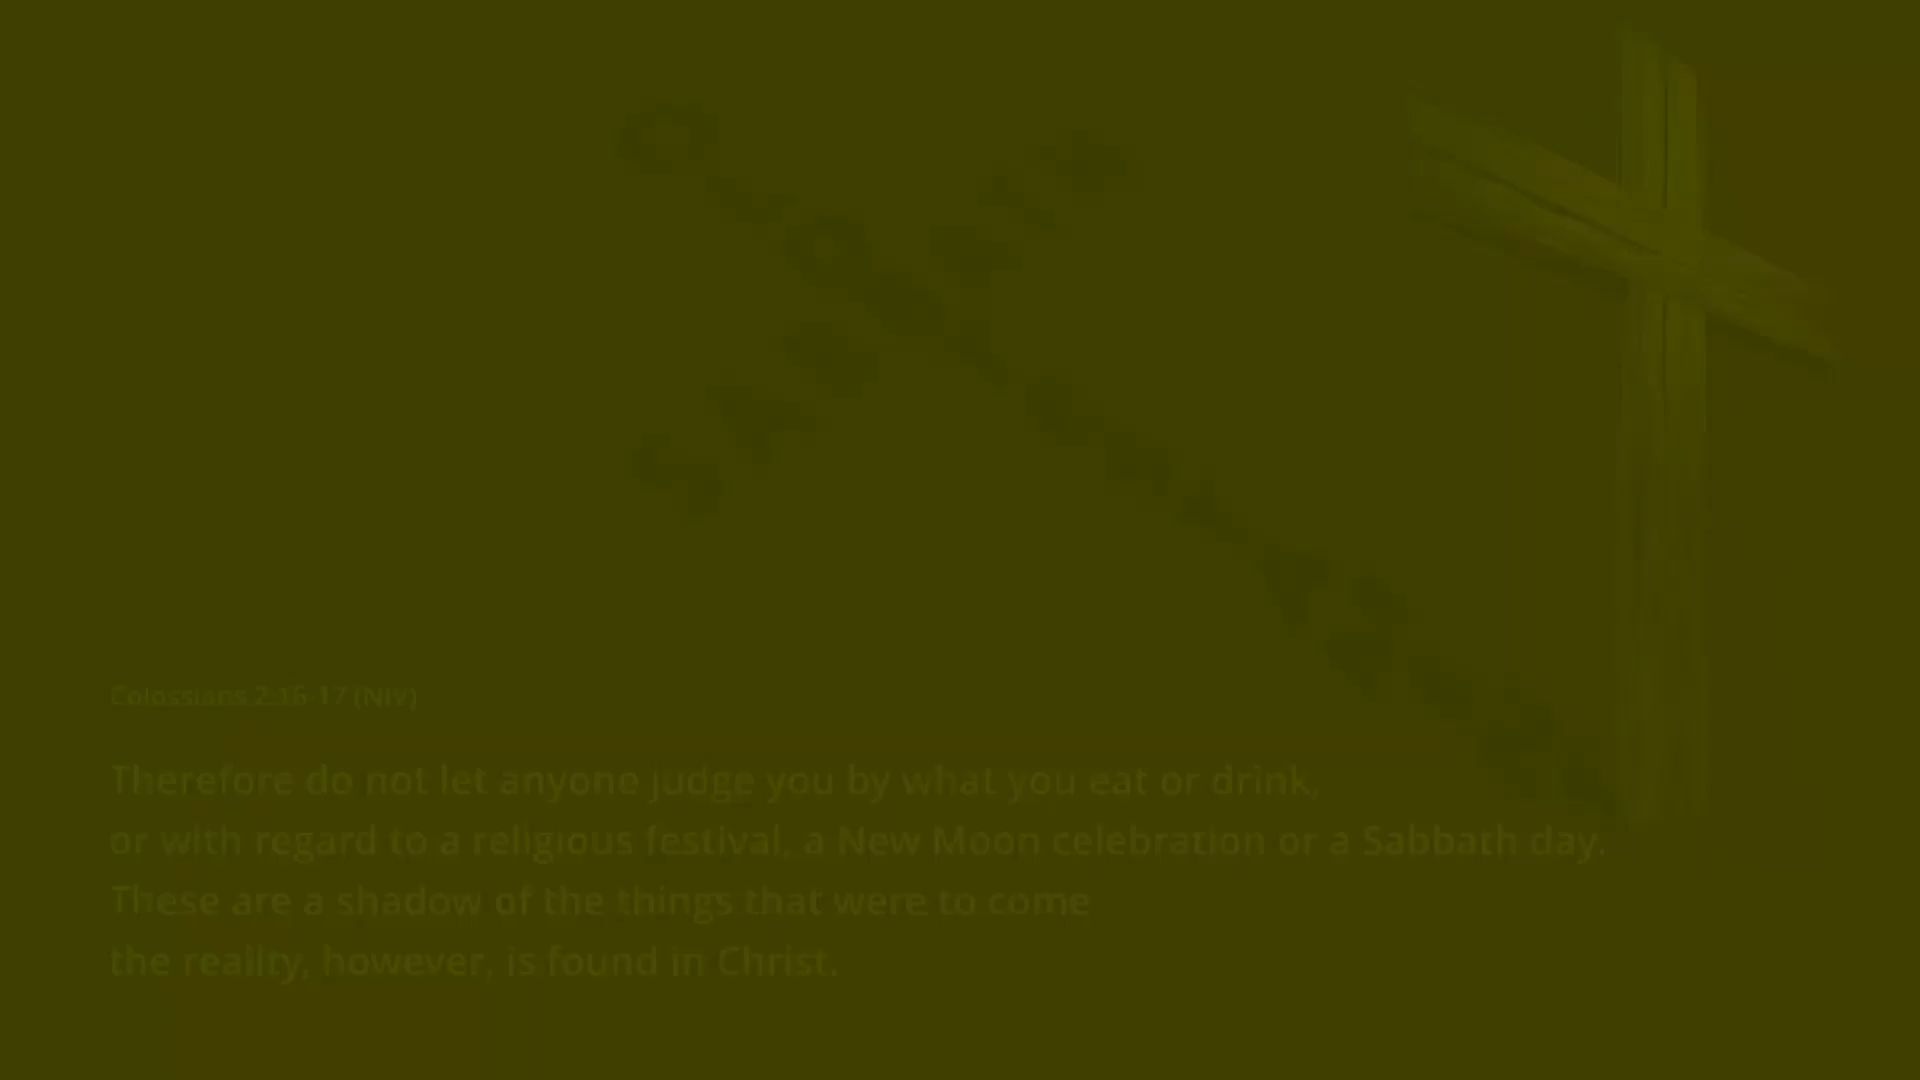 SABBATH
Colossians 2:16-17 (NIV)
Therefore do not let anyone judge you by what you eat or drink,
or with regard to a religious festival, a New Moon celebration or a Sabbath day.
These are a shadow of the things that were to come
the reality, however, is found in Christ.